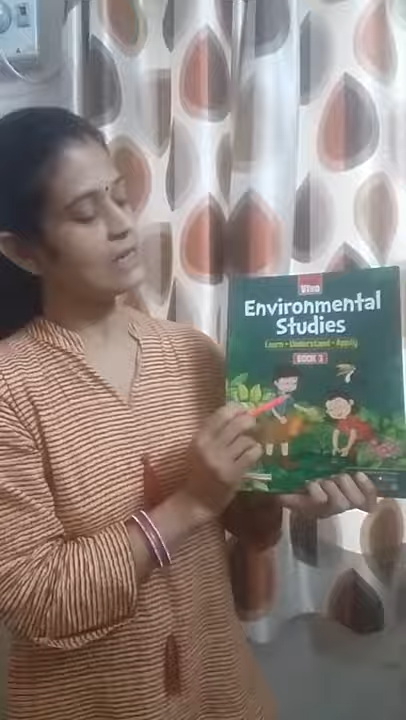 Viva
Environmental
Studies
Learn • Understand • Apply
BOOK 3